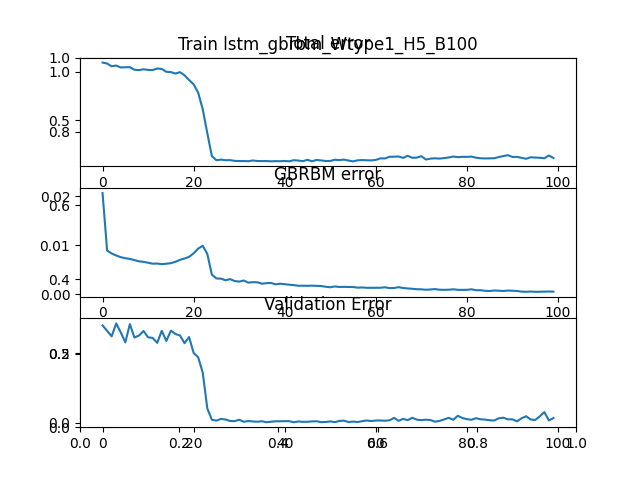 Total error
Train lstm_gbrbm_Wtype1_H5_B100
1.0
1.0
0.5
0.8
0 20 40 60 80 100
GBRBM error
0.02
0.6
0.01
0.4
0.00
0 20 40 60 80 100
Validation Error
0.5
0.2
0.0
0.0
0.0 0 0.2 20 0.4 40 0.6 60 80 0.8 100 1.0